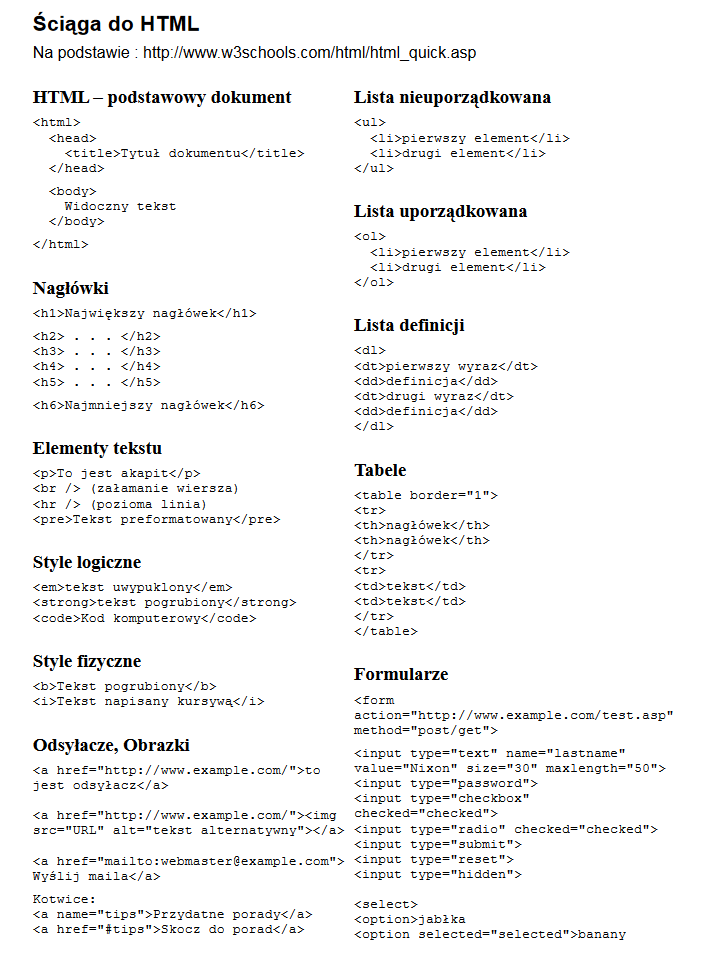 Ściąga do HTML
Na podstawie : http://www.w3schools.com/html/html_quick.asp
HTML – podstawowy dokument
<html>
<head>
<title>Tytuł dokumentu</title>
</head>
<body>
Widoczny tekst
</body>
</html>
Nagłówki
<h1>Największy nagłówek</h1>
<h2> . . . </h2>
<h3> . . . </h3>
<h4> . . . </h4>
<h5> . . . </h5>
<h6>Najmniejszy nagłówek</h6>
Elementy tekstu
<p>To jest akapit</p>
<br /> (załamanie wiersza)
<hr /> (pozioma linia)
<pre>Tekst preformatowany</pre>
Style logiczne
<em>tekst uwypuklony</em>
<strong>tekst pogrubiony</strong>
<code>Kod komputerowy</code>
Style fizyczne
<b>Tekst pogrubiony</b>
<i>Tekst napisany kursywą</i>
Odsyłacze, Obrazki
<a href="http://www.example.com/">to
jest odsyłacz</a>
<a href="http://www.example.com/"><img
src="URL" alt="tekst alternatywny"></a>
<a href="mailto:webmaster@example.com">
Wyślij maila</a>
Kotwice:
<a name="tips">Przydatne porady</a>
<a href="#tips">Skocz do porad</a>
Lista nieuporządkowana
<ul>
<li>pierwszy element</li>
<li>drugi element</li>
</ul>
Lista uporządkowana
<ol>
<li>pierwszy element</li>
<li>drugi element</li>
</ol>
Lista definicji
<dl>
<dt>pierwszy wyraz</dt>
<dd>definicja</dd>
<dt>drugi wyraz</dt>
<dd>definicja</dd>
</dl>
Tabele
<table border="1">
<tr>
<th>nagłówek</th>
<th>nagłówek</th>
</tr>
<tr>
<td>tekst</td>
<td>tekst</td>
</tr>
</table>
Formularze
<form
action="http://www.example.com/test.asp"
method="post/get">
<input type="text" name="lastname"
value="Nixon" size="30" maxlength="50">
<input type="password">
<input type="checkbox"
checked="checked">
<input type="radio" checked="checked">
<input type="submit">
<input type="reset">
<input type="hidden">
<select>
<option>jabłka
<option selected="selected">banany